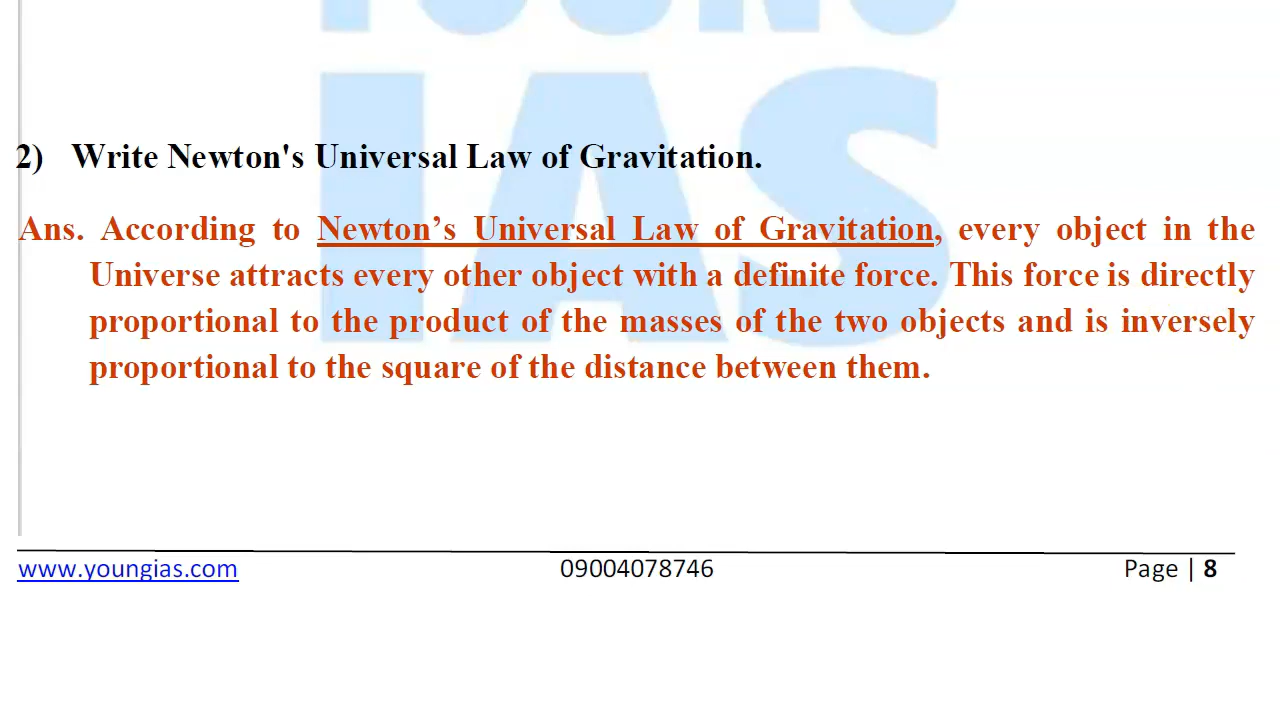 YOUNG
IAS
2) Write Newton's Universal Law of Gravitation.
Ans. According to Newton’s Universal Law of Gravitation, every object in the
Universe attracts every other object with a definite force. This force is directly
proportional to the product of the masses of the two objects and is inversely
proportional to the square of the distance between them.
www.youngias.com 09004078746 Page | 8